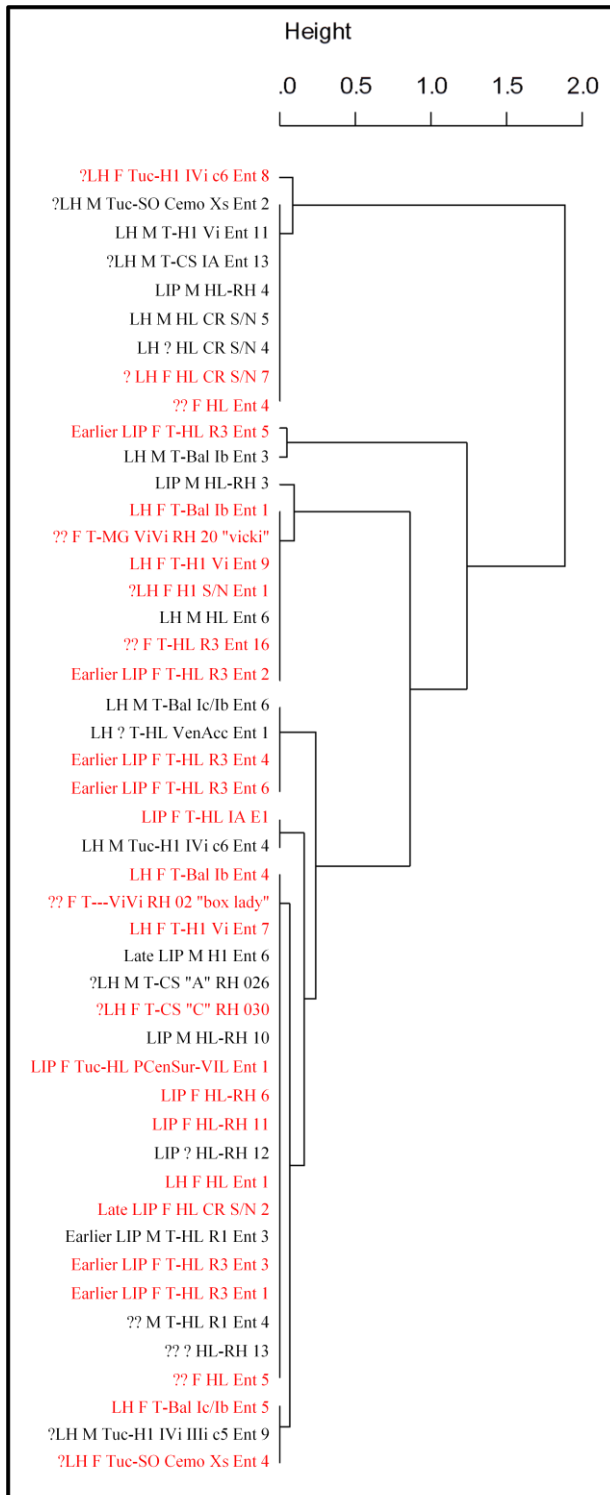 Height
.0 0.5 1.0 1.5 2.0
?LH F Tuc-H1 IVi c6 Ent 8
?LH M Tuc-SO Cemo Xs Ent 2
LH M T-H1 Vi Ent 11
?LH M T-CS IA Ent 13
LIP M HL-RH 4
LH M HL CR S/N 5
LH ? HL CR S/N 4
? LH F HL CR S/N 7
?? F HL Ent 4
Earlier LIP F T-HL R3 Ent 5
LH M T-Bal Ib Ent 3
LIP M HL-RH 3
LH F T-Bal Ib Ent 1
?? F T-MG ViVi RH 20 "vicki"
LH F T-H1 Vi Ent 9
?LH F H1 S/N Ent 1
LH M HL Ent 6
?? F T-HL R3 Ent 16
Earlier LIP F T-HL R3 Ent 2
LH M T-Bal Ic/Ib Ent 6
LH ? T-HL VenAcc Ent 1
Earlier LIP F T-HL R3 Ent 4
Earlier LIP F T-HL R3 Ent 6
LIP F T-HL IA E1
LH M Tuc-H1 IVi c6 Ent 4
LH F T-Bal Ib Ent 4
?? F T---ViVi RH 02 "box lady"
LH F T-H1 Vi Ent 7
Late LIP M H1 Ent 6
?LH M T-CS "A" RH 026
?LH F T-CS "C" RH 030
LIP M HL-RH 10
LIP F Tuc-HL PCenSur-VIL Ent 1
LIP F HL-RH 6
LIP F HL-RH 11
LIP ? HL-RH 12
LH F HL Ent 1
Late LIP F HL CR S/N 2
Earlier LIP M T-HL R1 Ent 3
Earlier LIP F T-HL R3 Ent 3
Earlier LIP F T-HL R3 Ent 1
?? M T-HL R1 Ent 4
?? ? HL-RH 13
?? F HL Ent 5
LH F T-Bal Ic/Ib Ent 5
?LH M Tuc-H1 IVi IIIi c5 Ent 9
?LH F Tuc-SO Cemo Xs Ent 4